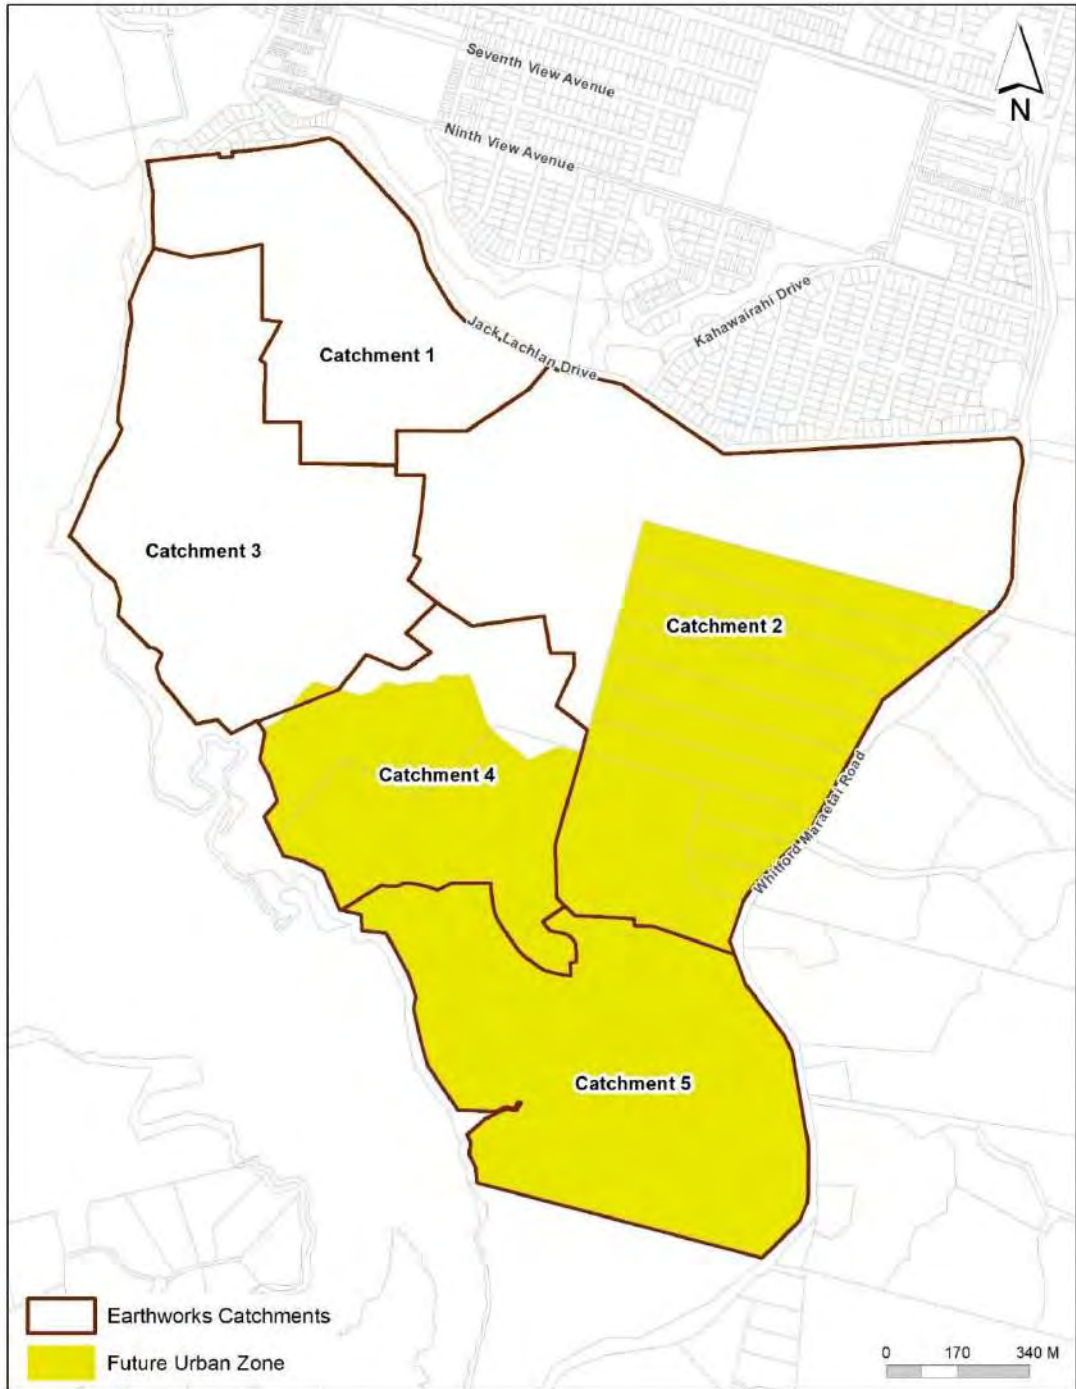 Seventh View Avenue
N
Ninth View Avenue
Kahawairahi Drive
Jack Lachlan Drive
Catchment 1
Catchment 3
Catchment 2
Catchment 4
Whitford Maraetai Road
Catchment 5
Earthworks Catchments
Future Urban Zone
0 170 340 M